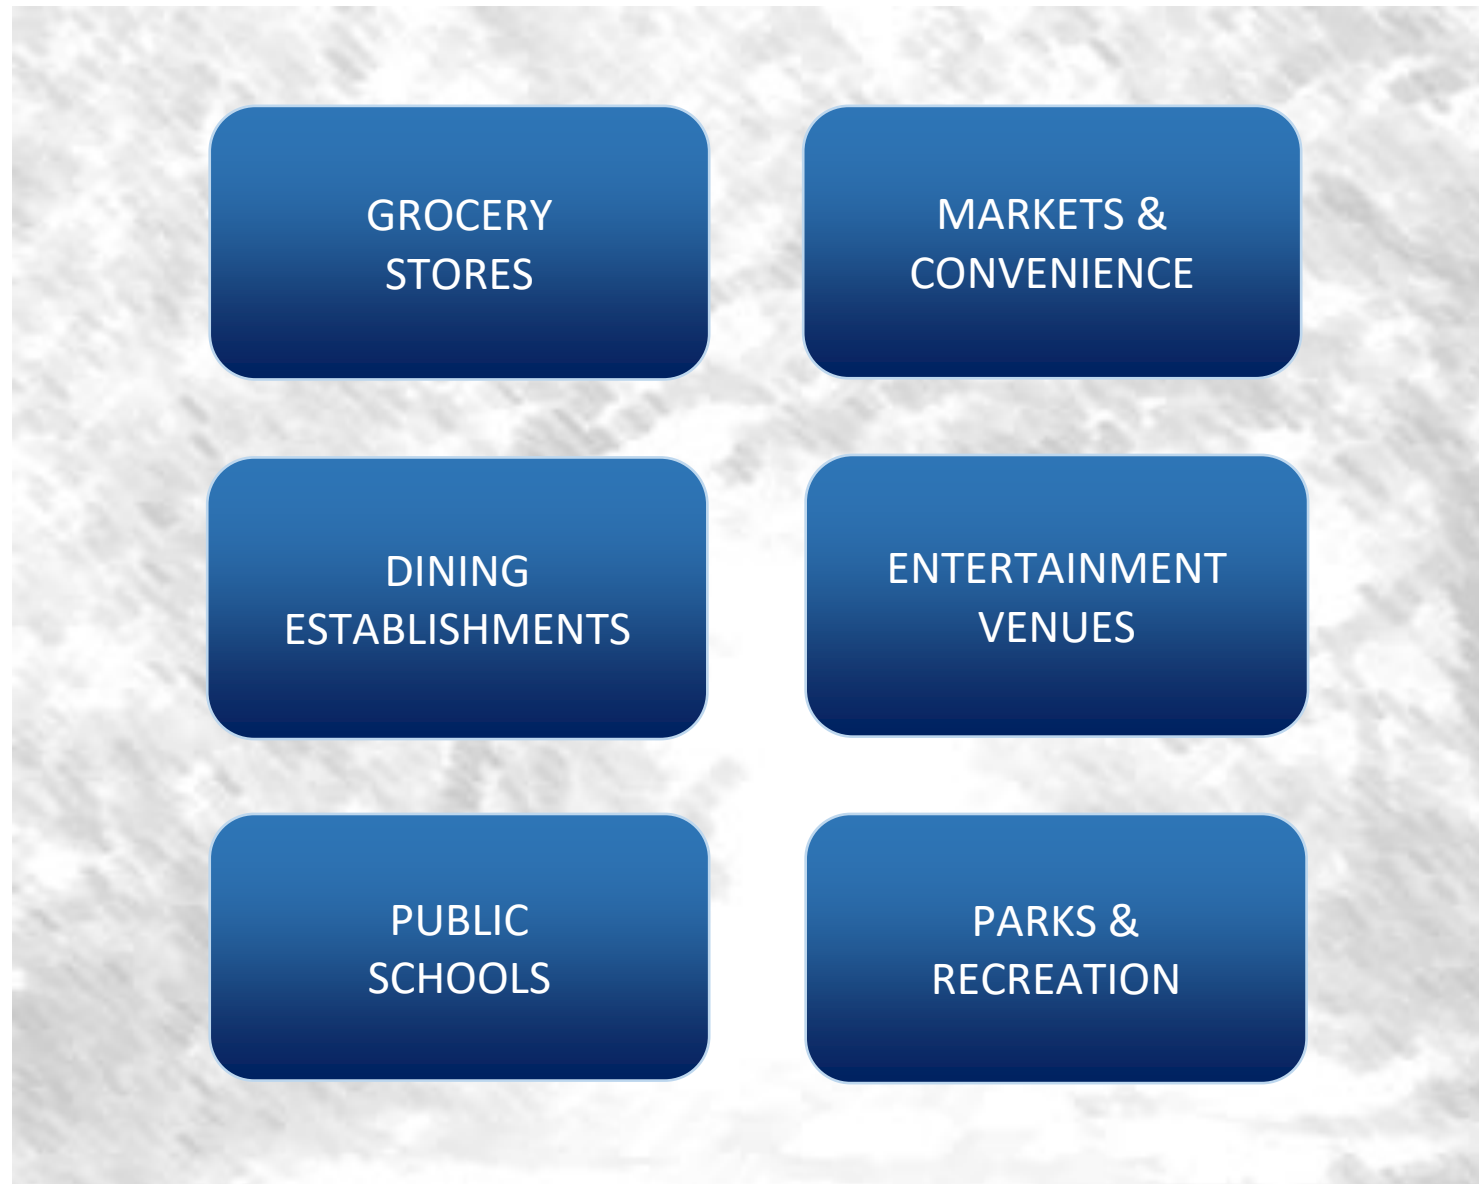 GROCERY
STORES
MARKETS &
CONVENIENCE
DINING
ESTABLISHMENTS
ENTERTAINMENT
VENUES
PUBLIC
SCHOOLS
PARKS &
RECREATION